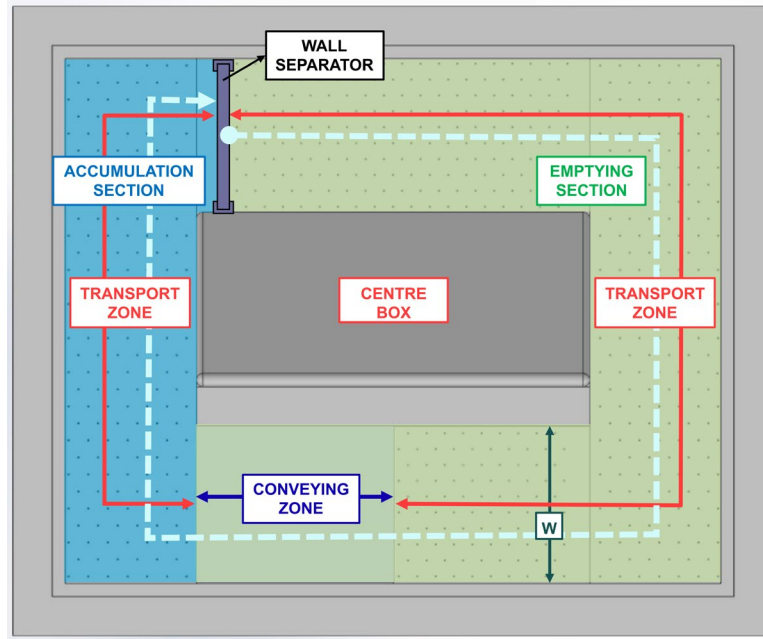 WALL
SEPARATOR
ACCUMULATION
SECTION
EMPTYING
SECTION
TRANSPORT
ZONE
CENTRE
BOX
TRANSPORT
ZONE
CONVEYING
ZONE
W